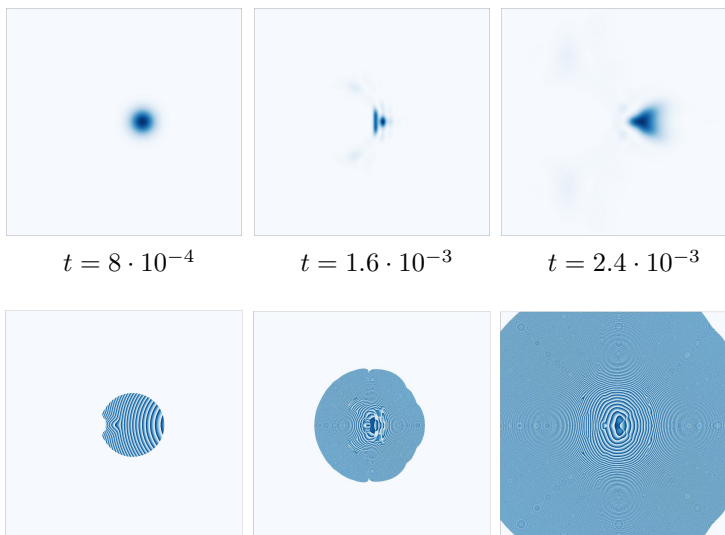 t = 8 · 10⁻⁴
t = 1.6 · 10⁻³
t = 2.4 · 10⁻³